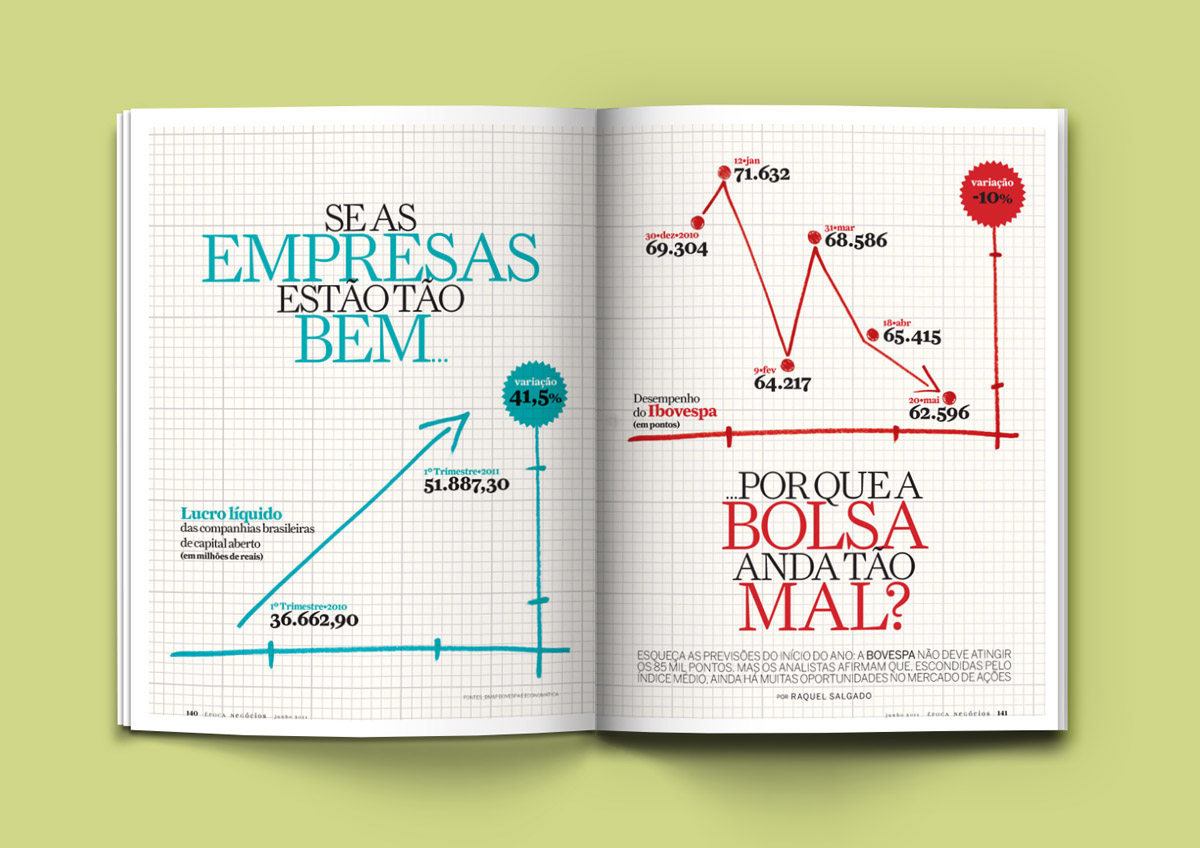 SE AS
EMPRESAS
ESTÃO TÃO
BEM...
variação
41,5%
1º Trimestre•2011
51.887,30
Lucro líquido
das companhias brasileiras
de capital aberto
(em milhões de reais)
1º Trimestre•2010
36.662,90
FONTES: BM&FBOVESPA E ECONOMÁTICA
140 ÉPOCA NEGÓCIOS junho 2011
12•jan
71.632
variação
-10%
30•dez•2010
69.304
31•mar
68.586
18•abr
65.415
9•fev
64.217
20•mai
62.596
Desempenho
do Ibovespa
(em pontos)
...POR QUE A
BOLSA
ANDA TÃO
MAL?
ESQUEÇA AS PREVISÕES DO INÍCIO DO ANO: A BOVESPA NÃO DEVE ATINGIR
OS 85 MIL PONTOS. MAS OS ANALISTAS AFIRMAM QUE, ESCONDIDAS PELO
ÍNDICE MÉDIO, AINDA HÁ MUITAS OPORTUNIDADES NO MERCADO DE AÇÕES
POR RAQUEL SALGADO
junho 2011 ÉPOCA NEGÓCIOS 141